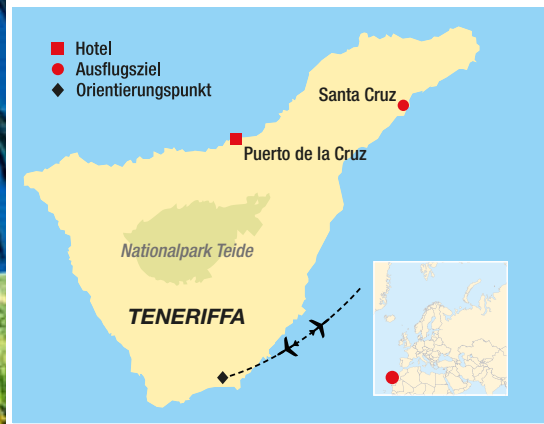 Hotel
Ausflugsziel
Orientierungspunkt
Santa Cruz
Puerto de la Cruz
Nationalpark Teide
TENERIFFA